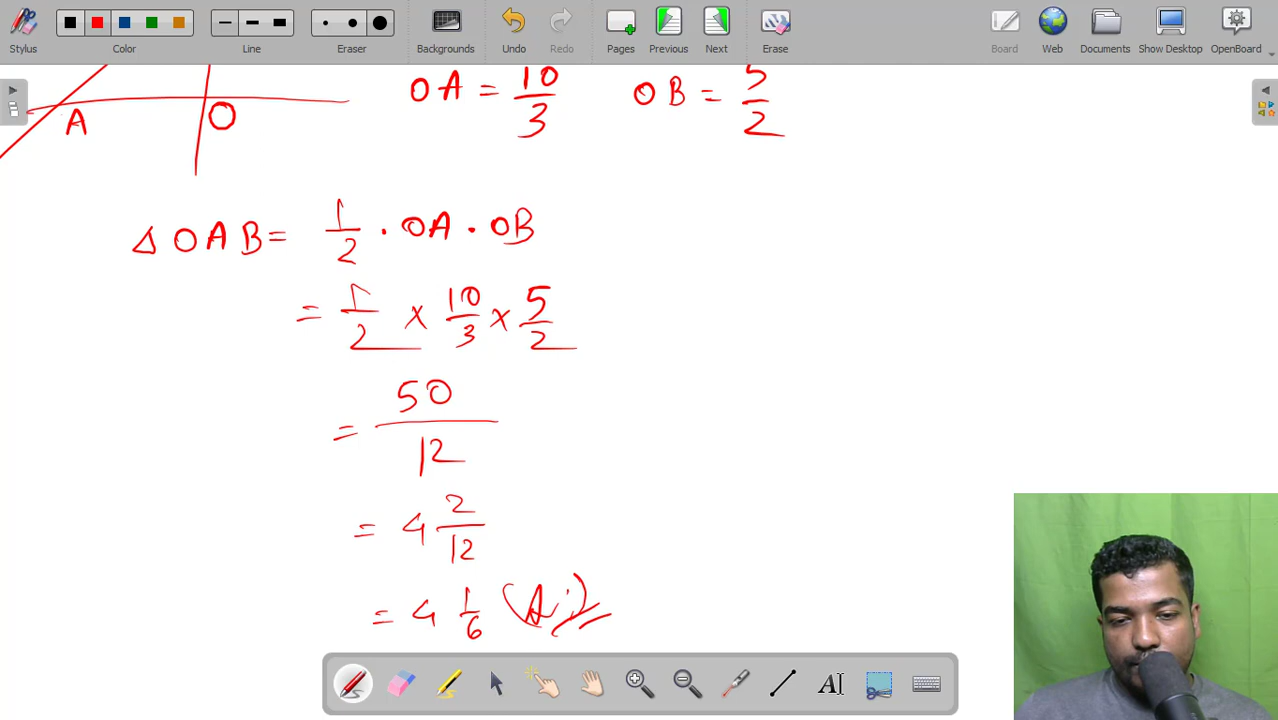 Stylus Color Line Eraser Backgrounds Undo Redo Pages Previous Next Erase Board Web Documents Show Desktop OpenBoard
OA = 10/3 OB = 5/2
A O
Δ OAB = 1/2 · OA · OB
= 1/2 × 10/3 × 5/2
= 50/12
= 4 2/12
= 4 1/6